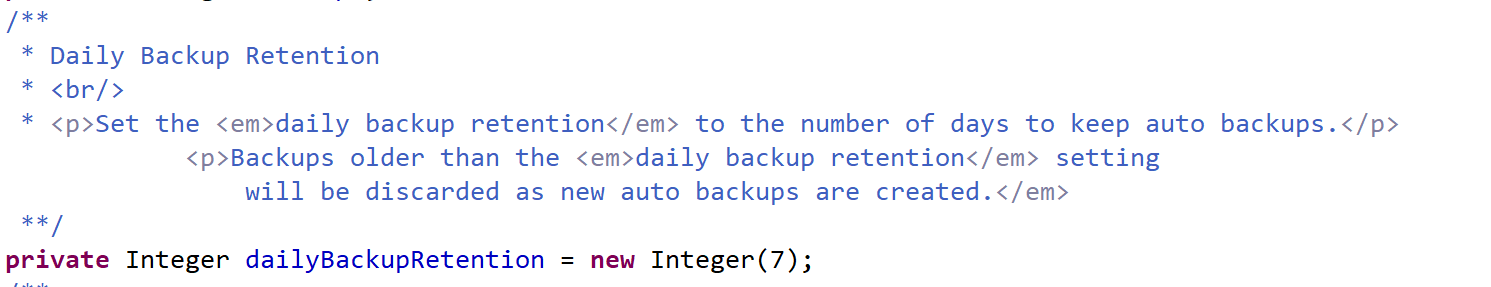 /**
 * Daily Backup Retention
 * <br/>
 * <p>Set the <em>daily backup retention</em> to the number of days to keep auto backups.</p>
            <p>Backups older than the <em>daily backup retention</em> setting
                will be discarded as new auto backups are created.</em>
 **/
private Integer dailyBackupRetention = new Integer(7);
/**